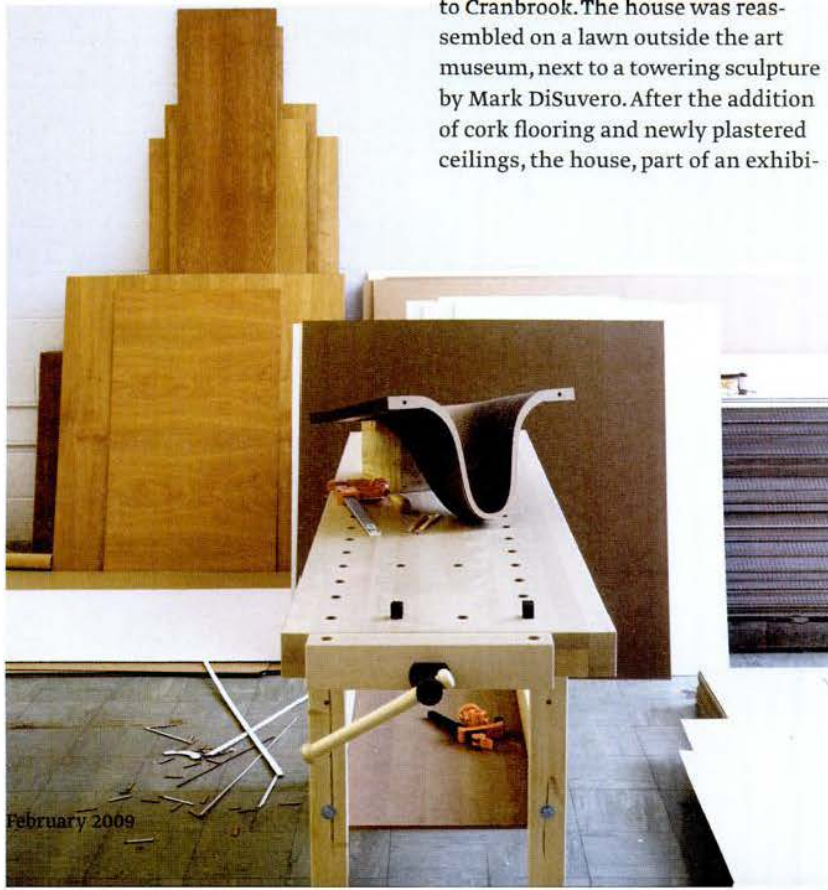 to Cranbrook. The house was reas-
sembled on a lawn outside the art
museum, next to a towering sculpture
by Mark DiSuvero. After the addition
of cork flooring and newly plastered
ceilings, the house, part of an exhibi-
February 2009